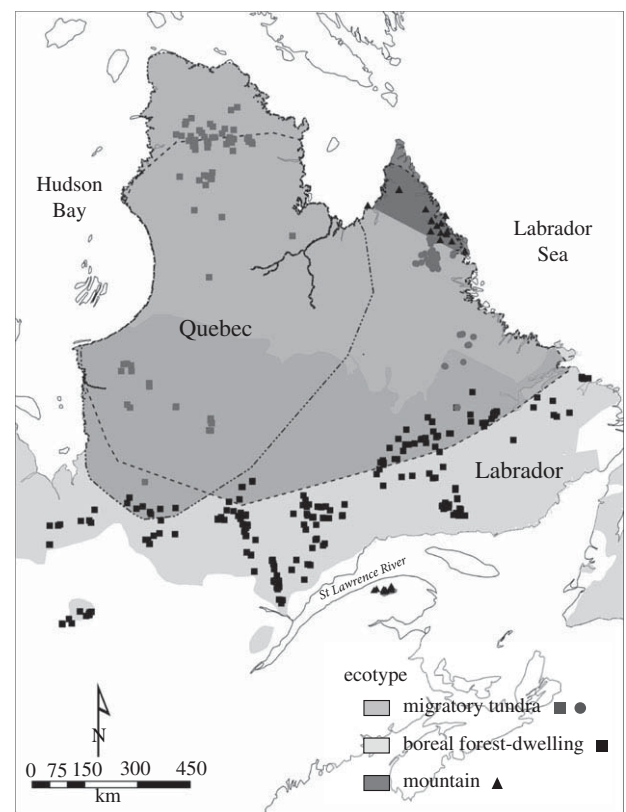 Hudson
Bay
Labrador
Sea
Quebec
Labrador
St Lawrence River
ecotype
migratory tundra
boreal forest-dwelling
mountain
N
0 75 150 300 450
km